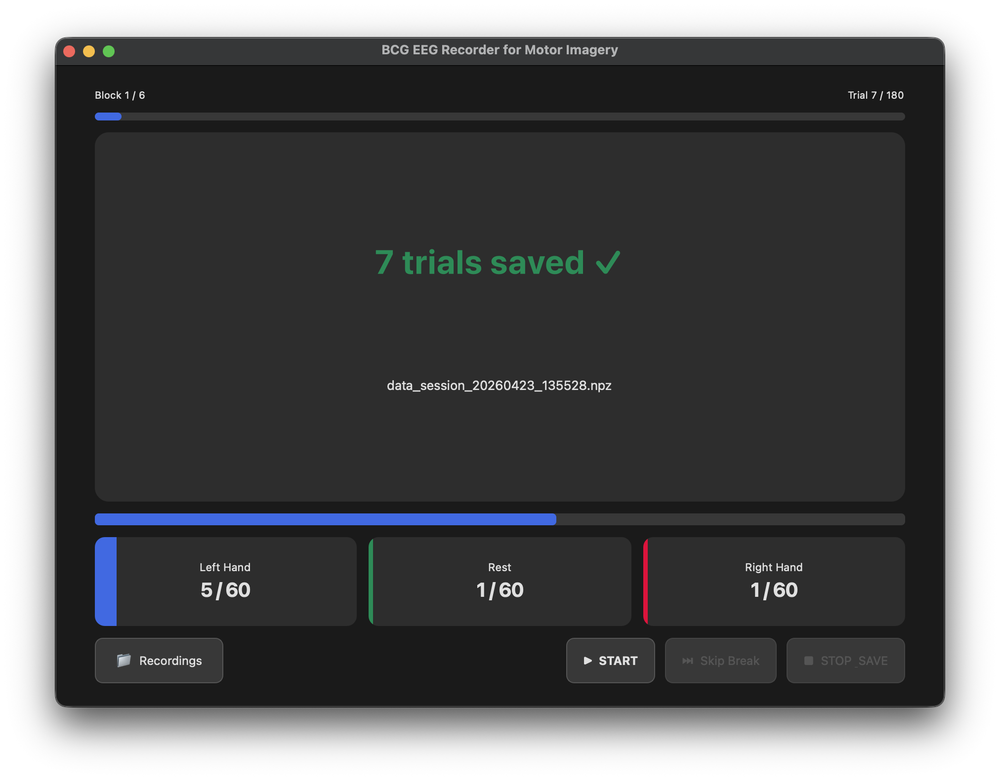 BCG EEG Recorder for Motor Imagery
Block 1 / 6
Trial 7 / 180
7 trials saved ✓
data_session_20260423_135528.npz
Left Hand
5 / 60
Rest
1 / 60
Right Hand
1 / 60
Recordings
START
Skip Break
STOP _SAVE